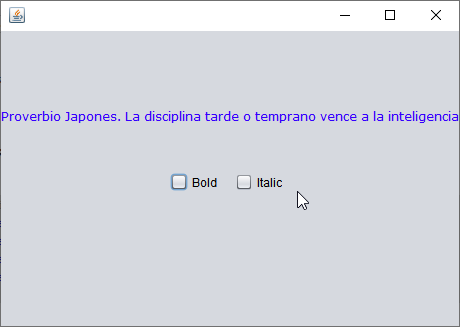 Proverbio Japones. La disciplina tarde o temprano vence a la inteligencia
Bold Italic